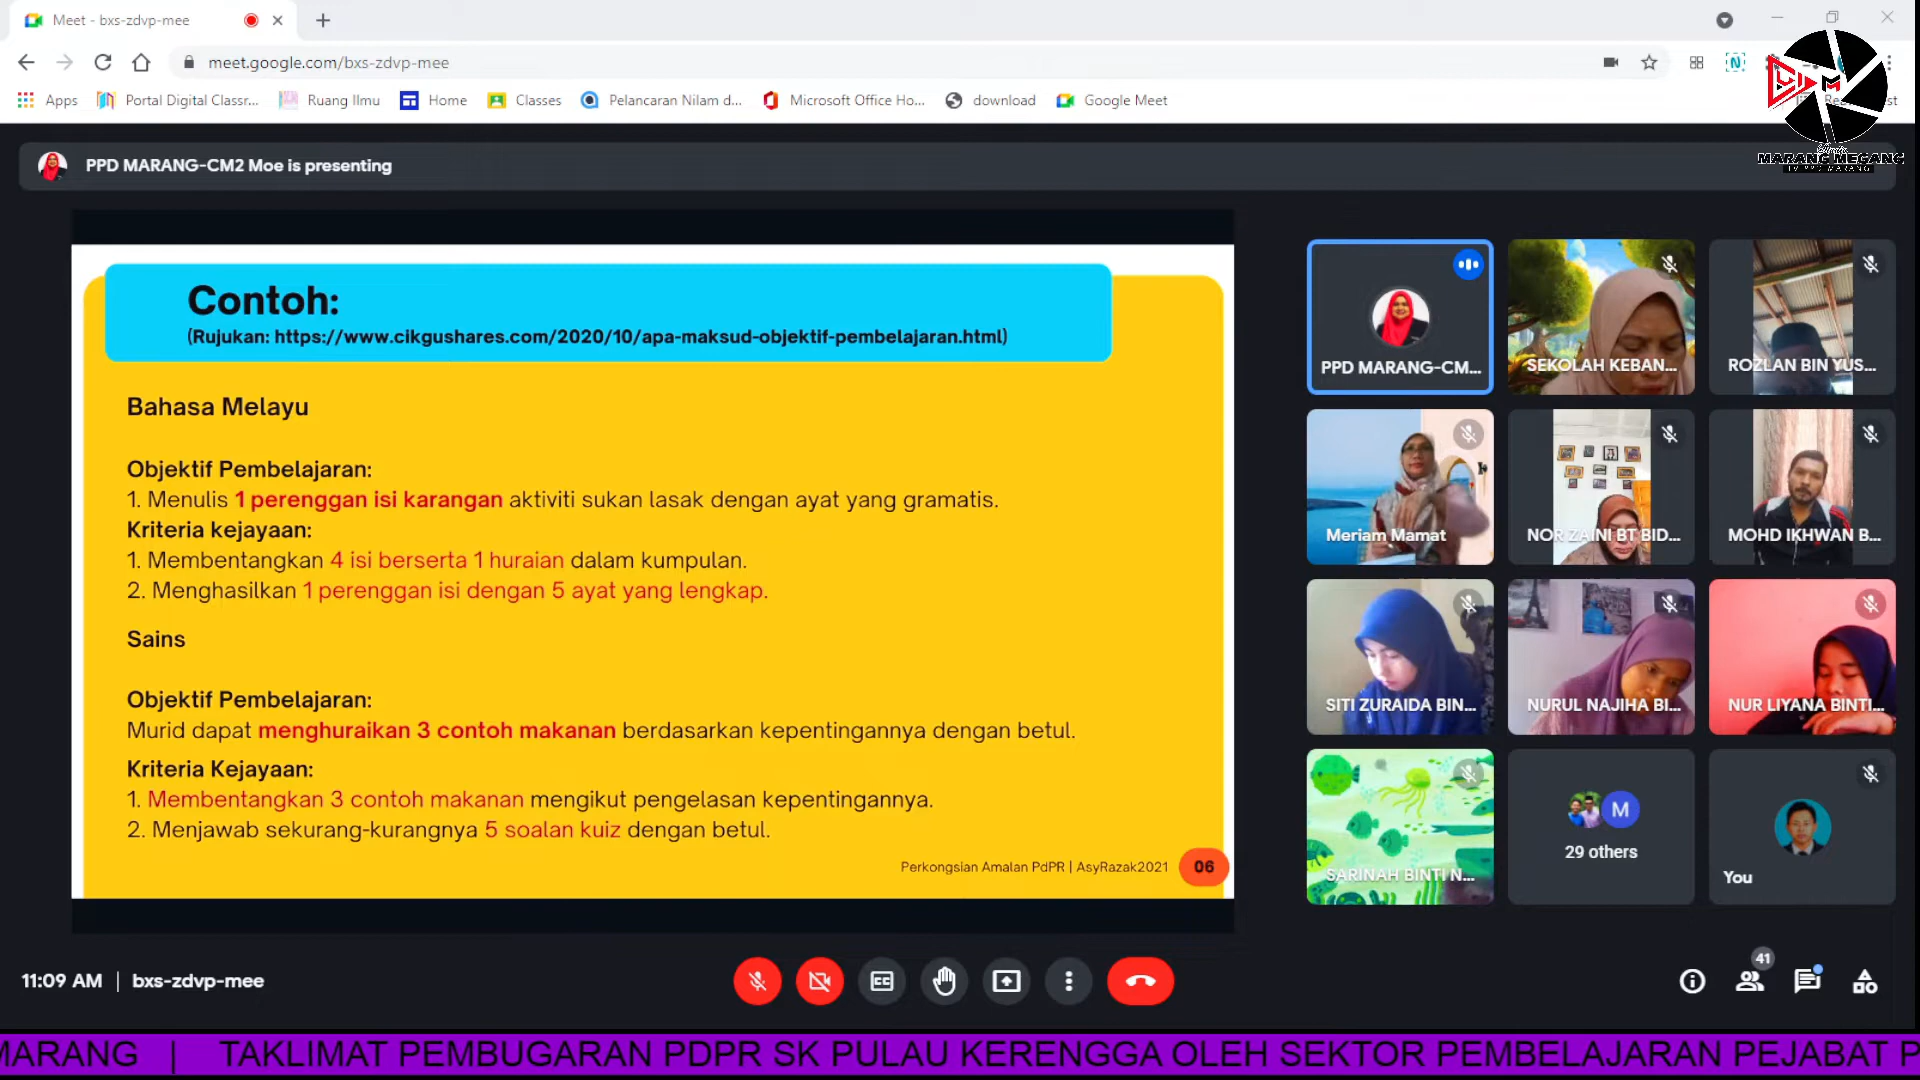 Meet - bxs-zdvp-mee
meet.google.com/bxs-zdvp-mee
Apps
Portal Digital Classr...
Ruang Ilmu
Home
Classes
Pelancaran Nilam d...
Microsoft Office Ho...
download
Google Meet
MARANG MEGANG
TV PPD MARANG
PPD MARANG-CM2 Moe is presenting
Contoh:
(Rujukan: https://www.cikgushares.com/2020/10/apa-maksud-objektif-pembelajaran.html)
Bahasa Melayu
Objektif Pembelajaran:
1. Menulis 1 perenggan isi karangan aktiviti sukan lasak dengan ayat yang gramatis.
Kriteria kejayaan:
1. Membentangkan 4 isi berserta 1 huraian dalam kumpulan.
2. Menghasilkan 1 perenggan isi dengan 5 ayat yang lengkap.
Sains
Objektif Pembelajaran:
Murid dapat menghuraikan 3 contoh makanan berdasarkan kepentingannya dengan betul.
Kriteria Kejayaan:
1. Membentangkan 3 contoh makanan mengikut pengelasan kepentingannya.
2. Menjawab sekurang-kurangnya 5 soalan kuiz dengan betul.
Perkongsian Amalan PdPR | AsyRazak2021
06
PPD MARANG-CM...
SEKOLAH KEBAN...
ROZLAN BIN YUS...
Meriam Mamat
NOR ZAINI BT BID...
MOHD IKHWAN B...
SITI ZURAIDA BIN...
NURUL NAJIHA BI...
NUR LIYANA BINTI...
SARINAH BINTI N...
M
29 others
You
11:09 AM | bxs-zdvp-mee
41
MARANG | TAKLIMAT PEMBUGARAN PDPR SK PULAU KERENGGA OLEH SEKTOR PEMBELAJARAN PEJABAT P